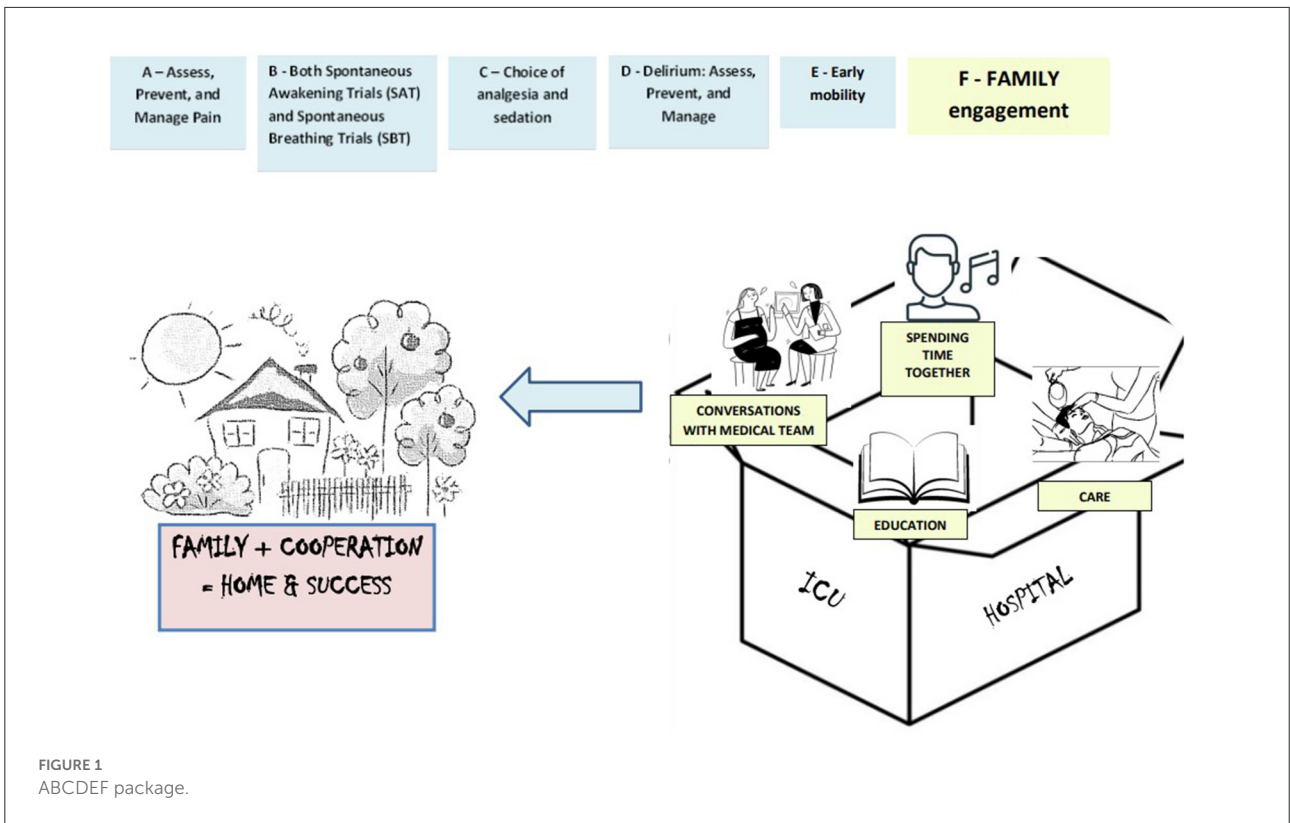 A – Assess,
Prevent, and
Manage Pain
B - Both Spontaneous
Awakening Trials (SAT)
and Spontaneous
Breathing Trials (SBT)
C – Choice of
analgesia and
sedation
D - Delirium: Assess,
Prevent, and
Manage
E - Early
mobility
F - FAMILY
engagement
SPENDING
TIME
TOGETHER
CONVERSATIONS
WITH MEDICAL TEAM
CARE
EDUCATION
ICU
HOSPITAL
FAMILY + COOPERATION
= HOME & SUCCESS
FIGURE 1
ABCDEF package.